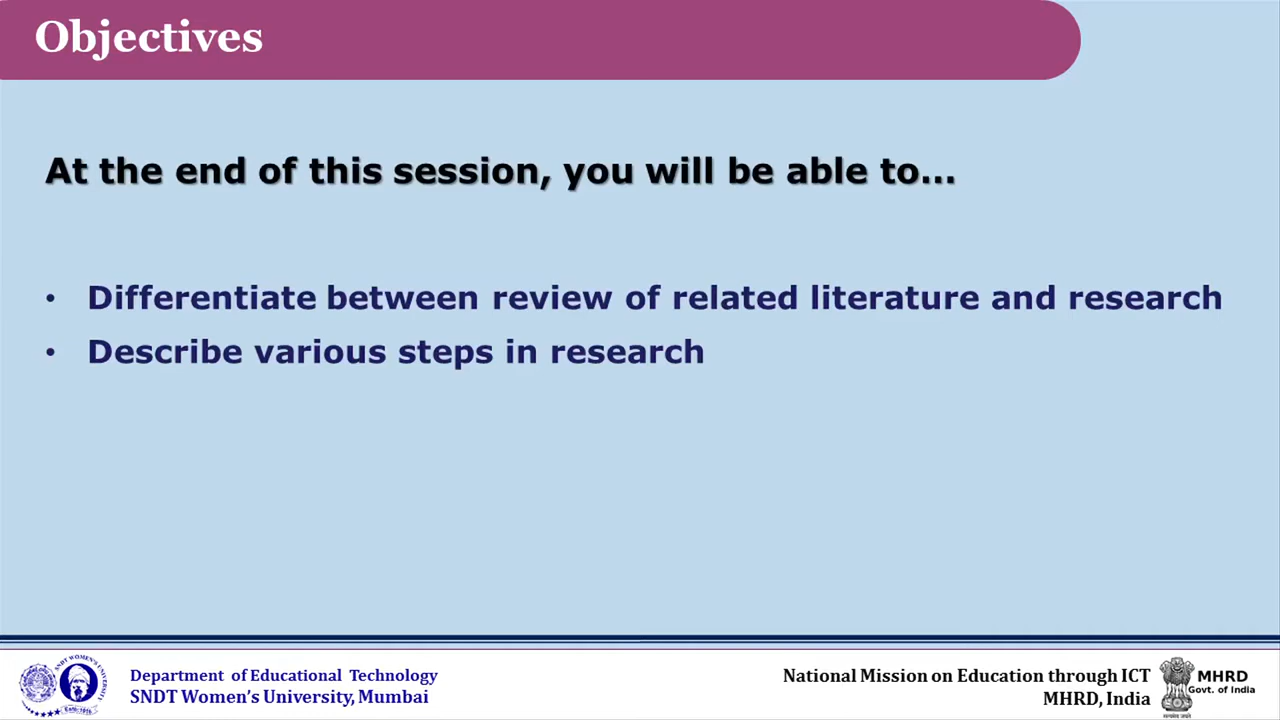 Objectives
At the end of this session, you will be able to…
• Differentiate between review of related literature and research
• Describe various steps in research
Department of Educational Technology
SNDT Women's University, Mumbai
National Mission on Education through ICT
MHRD, India
MHRD
Govt. of India